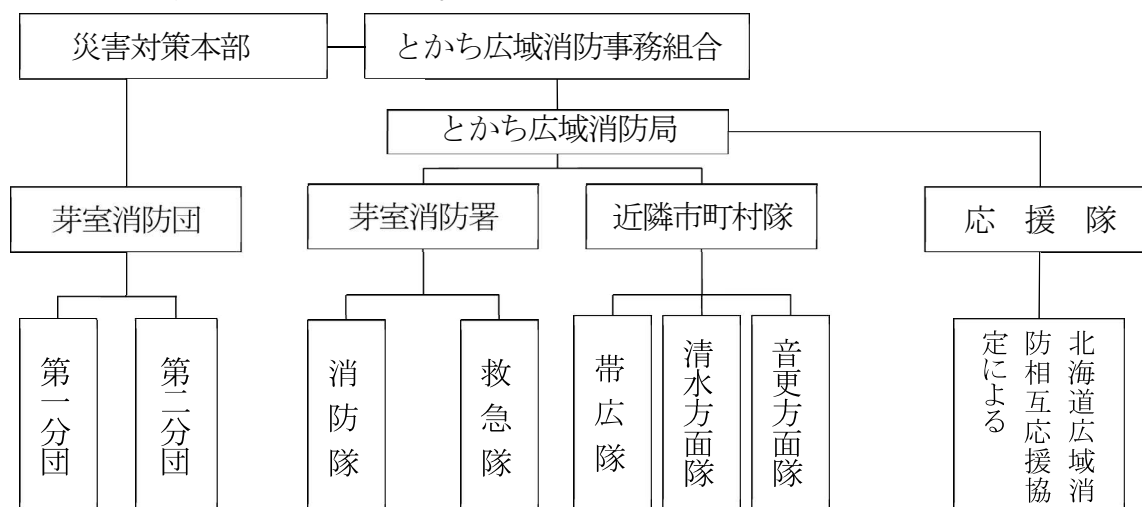 災害対策本部
とかち広域消防事務組合
とかち広域消防局
芽室消防団
芽室消防署
近隣市町村隊
応援隊
第一分団
第二分団
消防隊
救急隊
帯広隊
清水方面隊
音更方面隊
北海道広域消
防相互応援協
定による